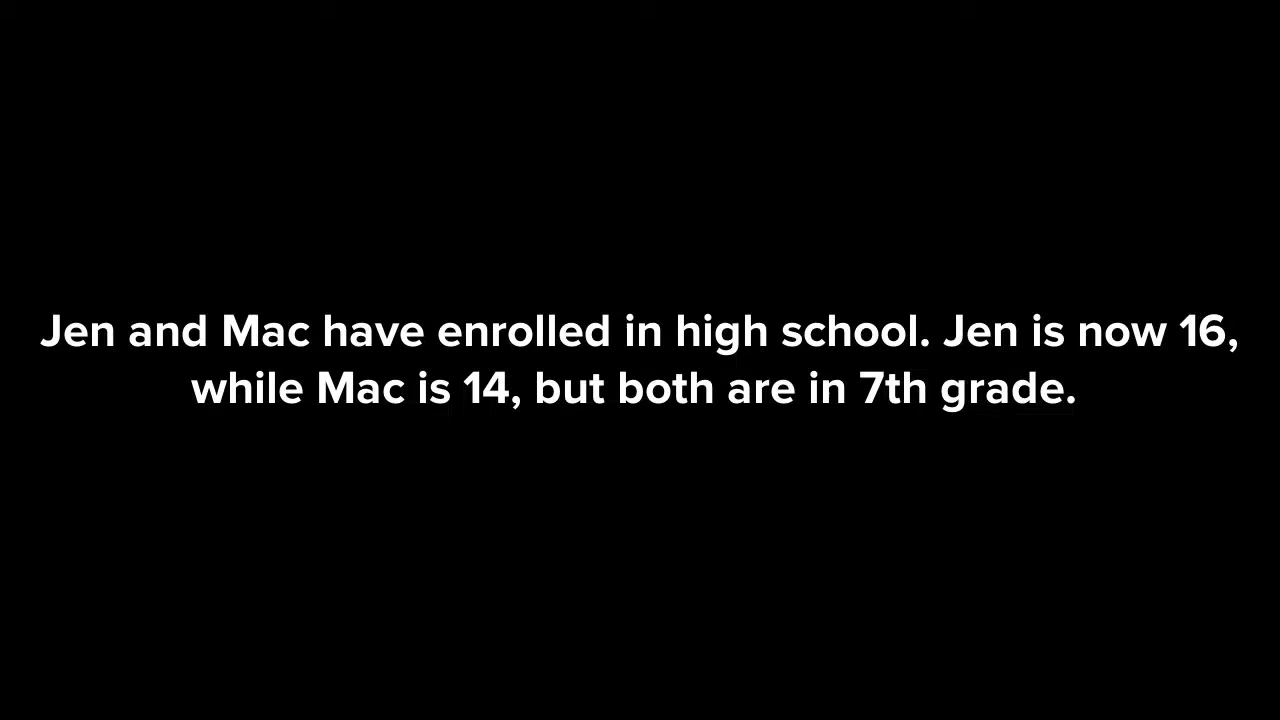 Jen and Mac have enrolled in high school. Jen is now 16,
while Mac is 14, but both are in 7th grade.